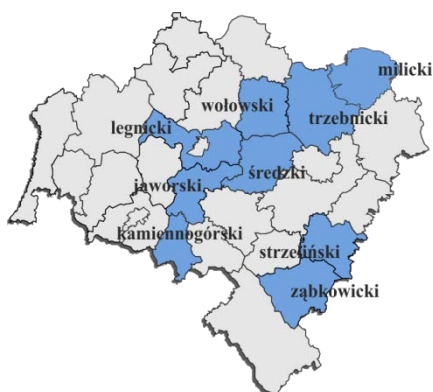 milicki
wołowski
trzebnicki
legnicki
średzki
jaworski
kamiennogórski
strzeliński
ząbkowicki